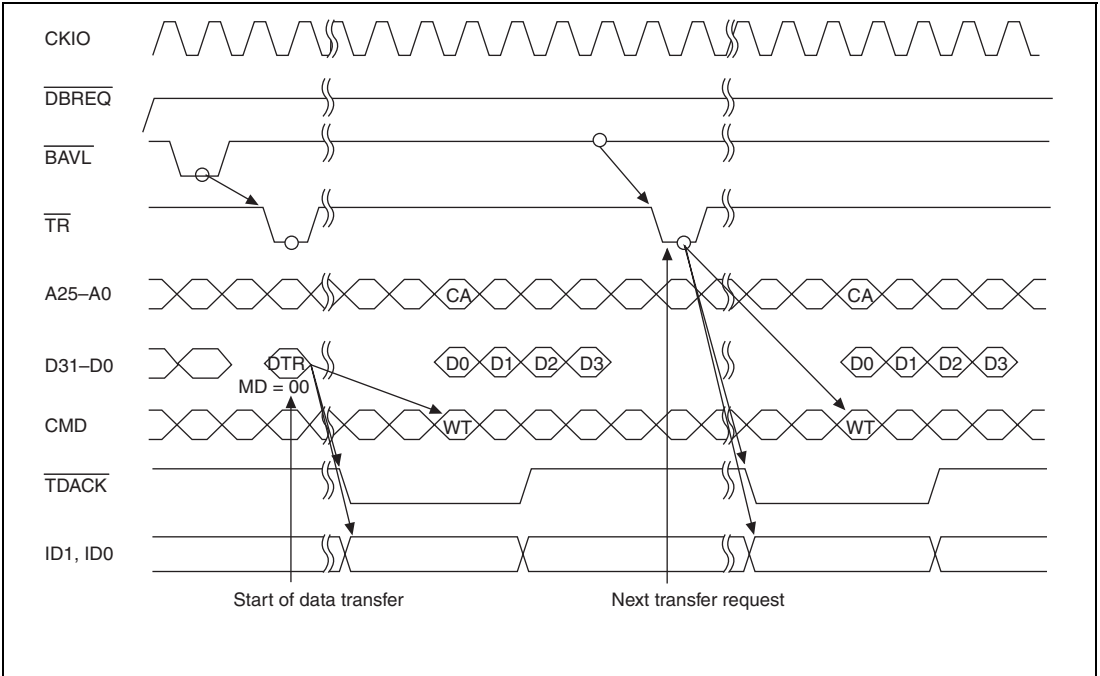 CKIO
DBREQ
BAVL
TR
A25–A0 CA CA
D31–D0 DTR D0 D1 D2 D3 D0 D1 D2 D3
MD = 00
CMD WT WT
TDACK
ID1, ID0
Start of data transfer Next transfer request